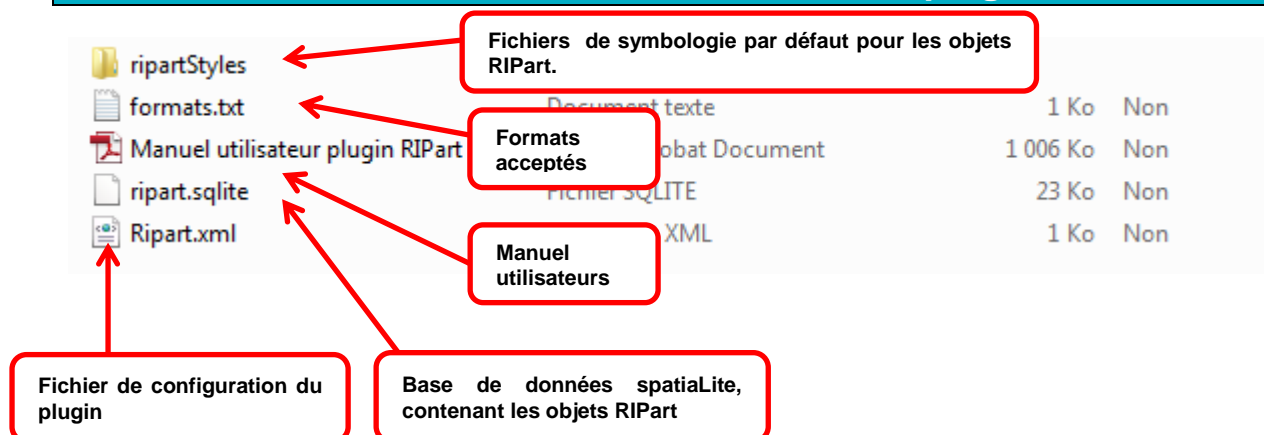 Fichiers de symbologie par défaut pour les objets
RIPart.
ripartStyles
formats.txt
texte
1 Ko Non
Formats
acceptés
Manuel utilisateur plugin RIPart
Document
1 006 Ko Non
ripart.sqlite
Fichier SQLITE
23 Ko Non
Ripart.xml
XML
1 Ko Non
Manuel
utilisateurs
Fichier de configuration du
plugin
Base de données spatiaLite,
contenant les objets RIPart